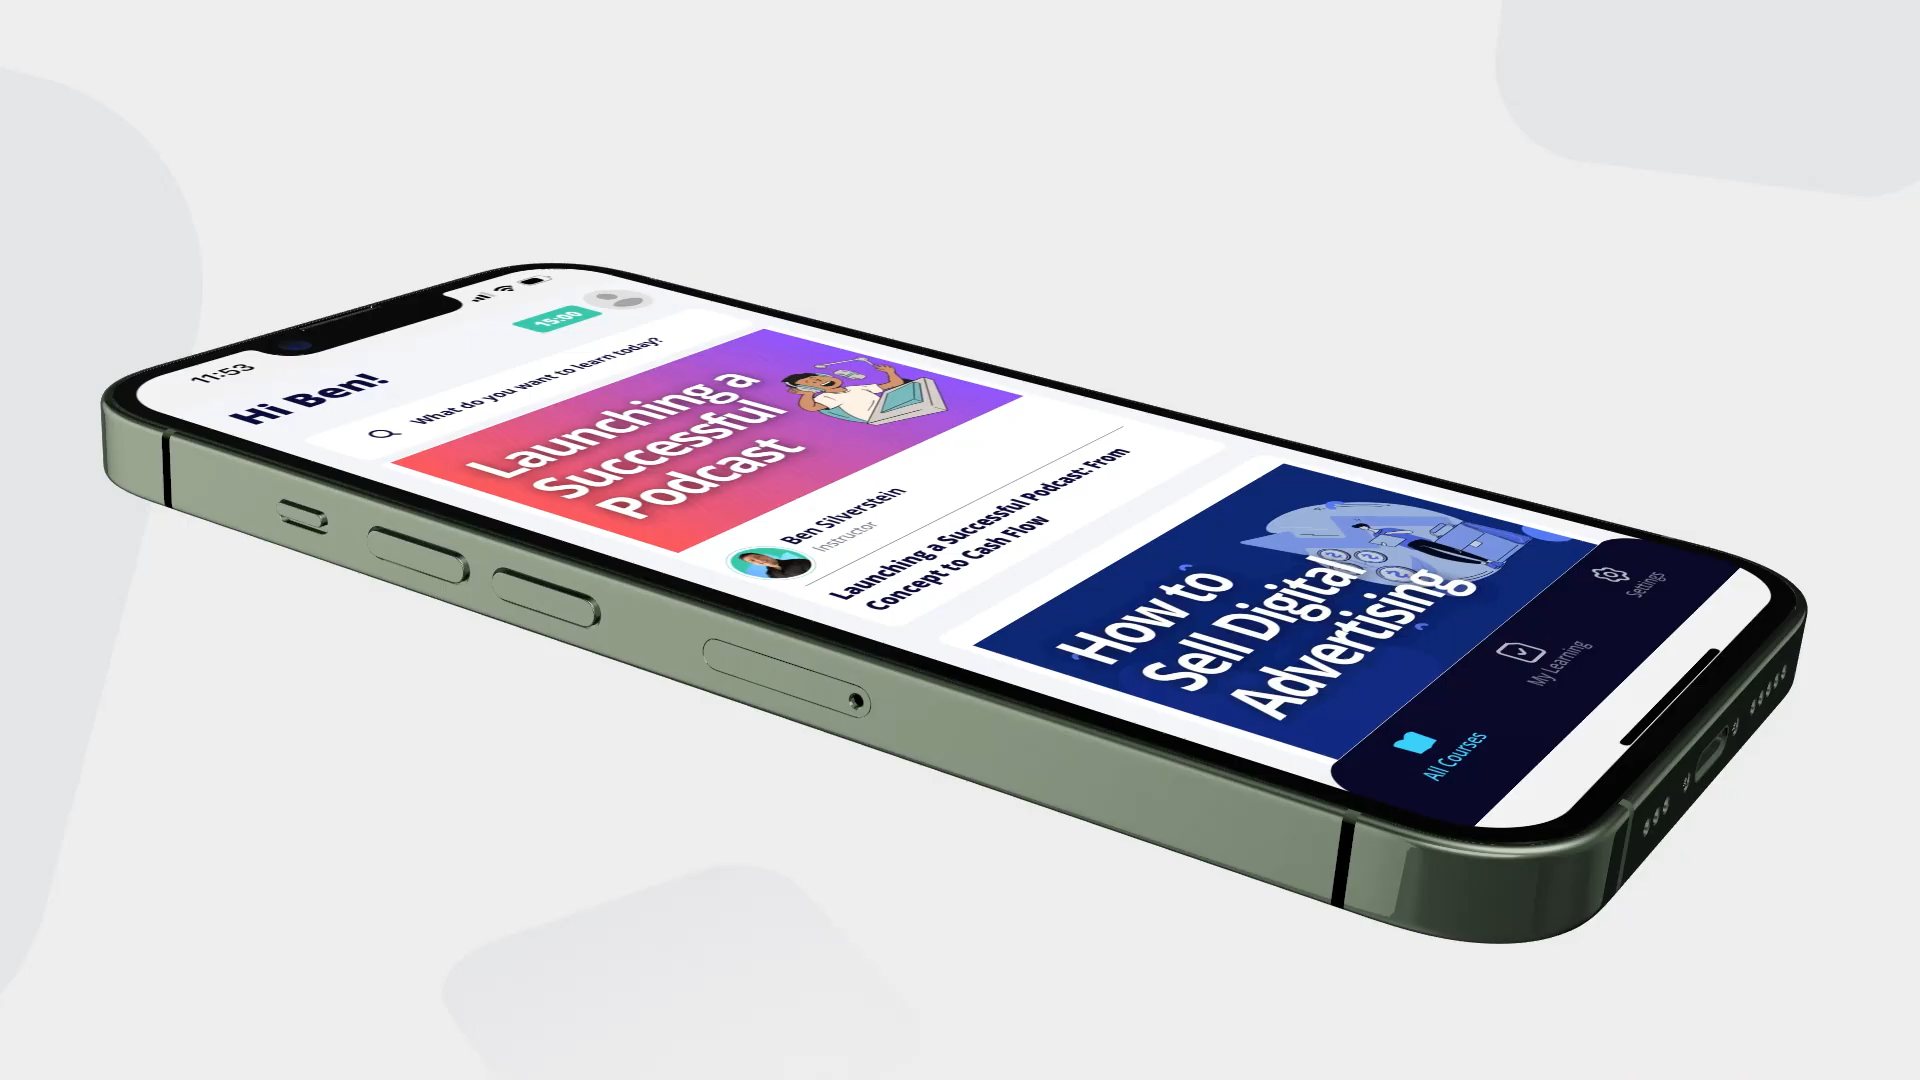 11:53
Hi Ben!
15:00
What do you want to learn today?
Launching a
Successful
Podcast
Ben Silverstein
Instructor
Launching a Successful Podcast: From
Concept to Cash Flow
How to
Sell Digital
Advertising
All Courses
My Learning
Settings